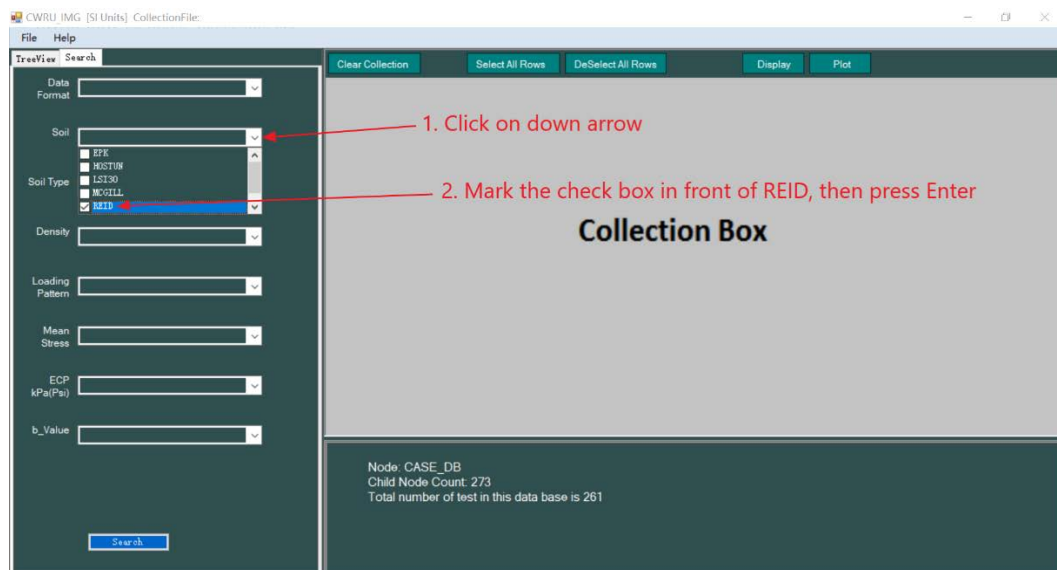 CWRU_IMG [SI Units] CollectionFile:
File Help
TreeView Search
Clear Collection Select All Rows DeSelect All Rows Display Plot
Data
Format
Soil
1. Click on down arrow
EPK
HOSTUN
LSI30
MCGILL
REID
Soil Type
2. Mark the check box in front of REID, then press Enter
Density
Collection Box
Loading
Pattern
Mean
Stress
ECP
kPa(Psi)
b_Value
Node: CASE_DB
Child Node Count: 273
Total number of test in this data base is 261
Search